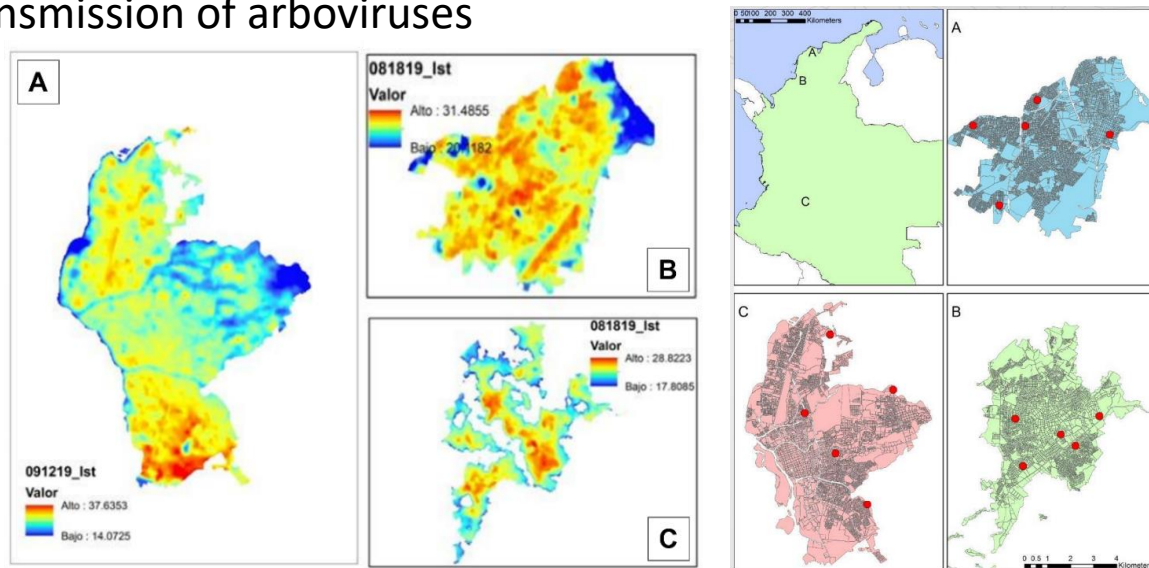 nsmission of arboviruses
A
091219_lst
Valor
Alto : 37.6353
Bajo : 14.0725
081819_lst
Valor
Alto : 31.4855
B
081819_lst
Valor
Alto : 28.8223
Bajo : 17.8085
C
0 50100 200 300 400
Kilometers
A
B
C
A
C
B
0 0.5 1 2 3 4
Kilometer